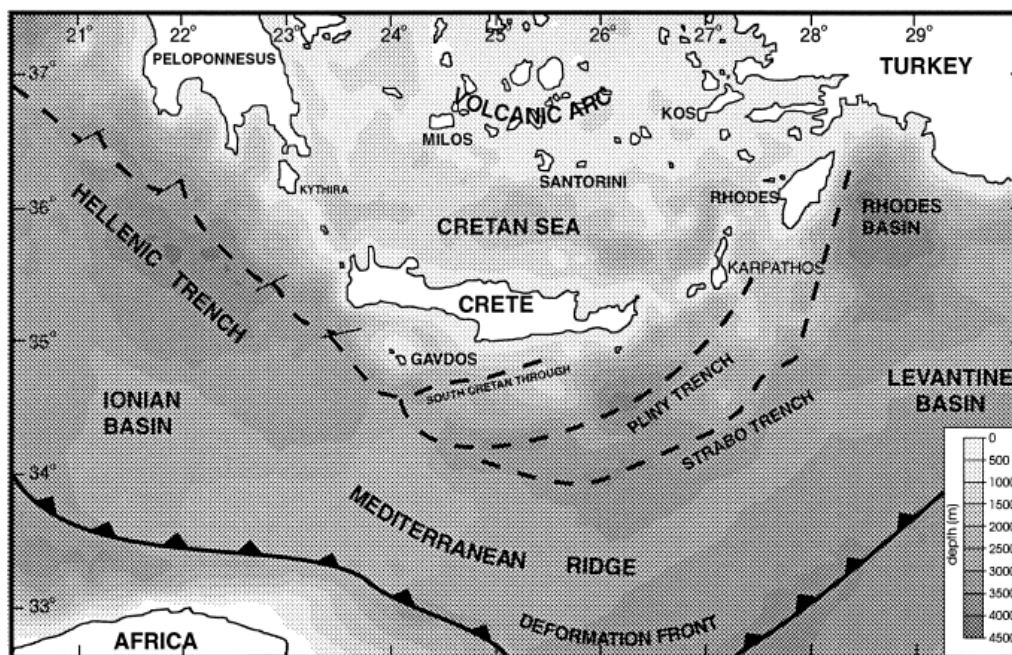 21° 22° 23° 24° 25° 26° 27° 28° 29°
37°
PELOPONNESUS
TURKEY
VOLCANIC ARC
KOS
MILOS
SANTORINI
KYTHIRA
RHODES
36°
HELLENIC TRENCH
CRETAN SEA
RHODES
BASIN
KARPATHOS
CRETE
35°
GAVDOS
SOUTH CRETAN THROUGH
IONIAN
BASIN
PLINY TRENCH
LEVANTINE
BASIN
STRABO TRENCH
34°
MEDITERRANEAN RIDGE
33°
DEFORMATION FRONT
AFRICA
depth (m)
0
500
1000
1500
2000
2500
3000
3500
4000
4500